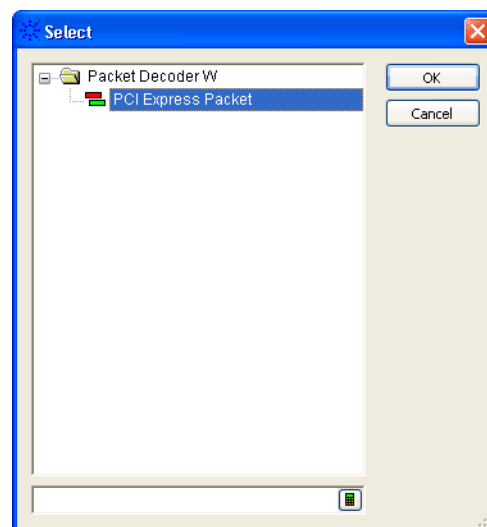 Select
Packet Decoder W
PCI Express Packet
OK
Cancel